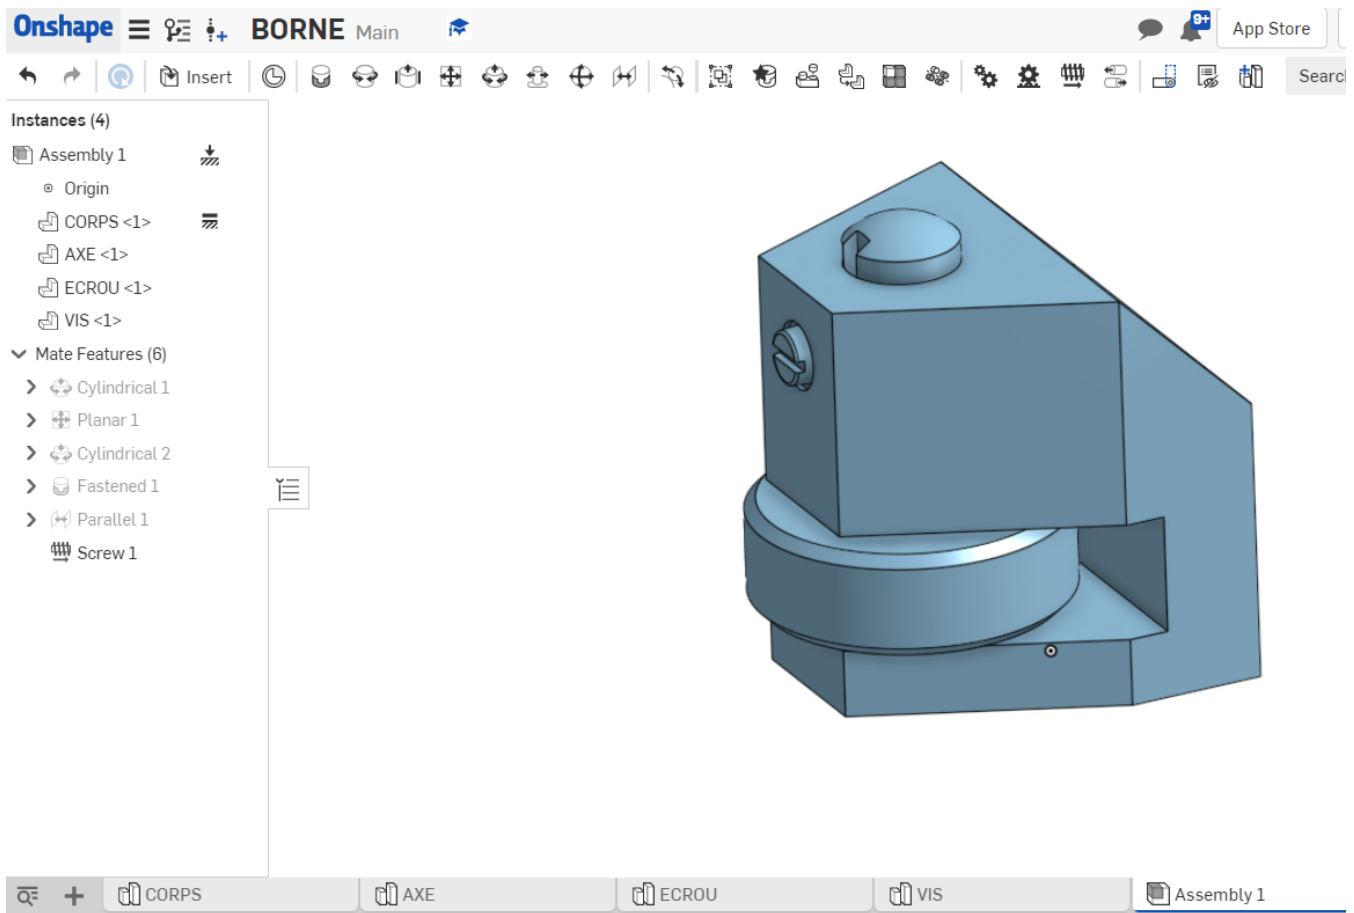 Onshape BORNE Main 9+ App Store
Insert Searc
Instances (4)
Assembly 1
Origin
CORPS <1>
AXE <1>
ECROU <1>
VIS <1>
Mate Features (6)
Cylindrical 1
Planar 1
Cylindrical 2
Fastened 1
Parallel 1
Screw 1
CORPS AXE ECROU VIS Assembly 1